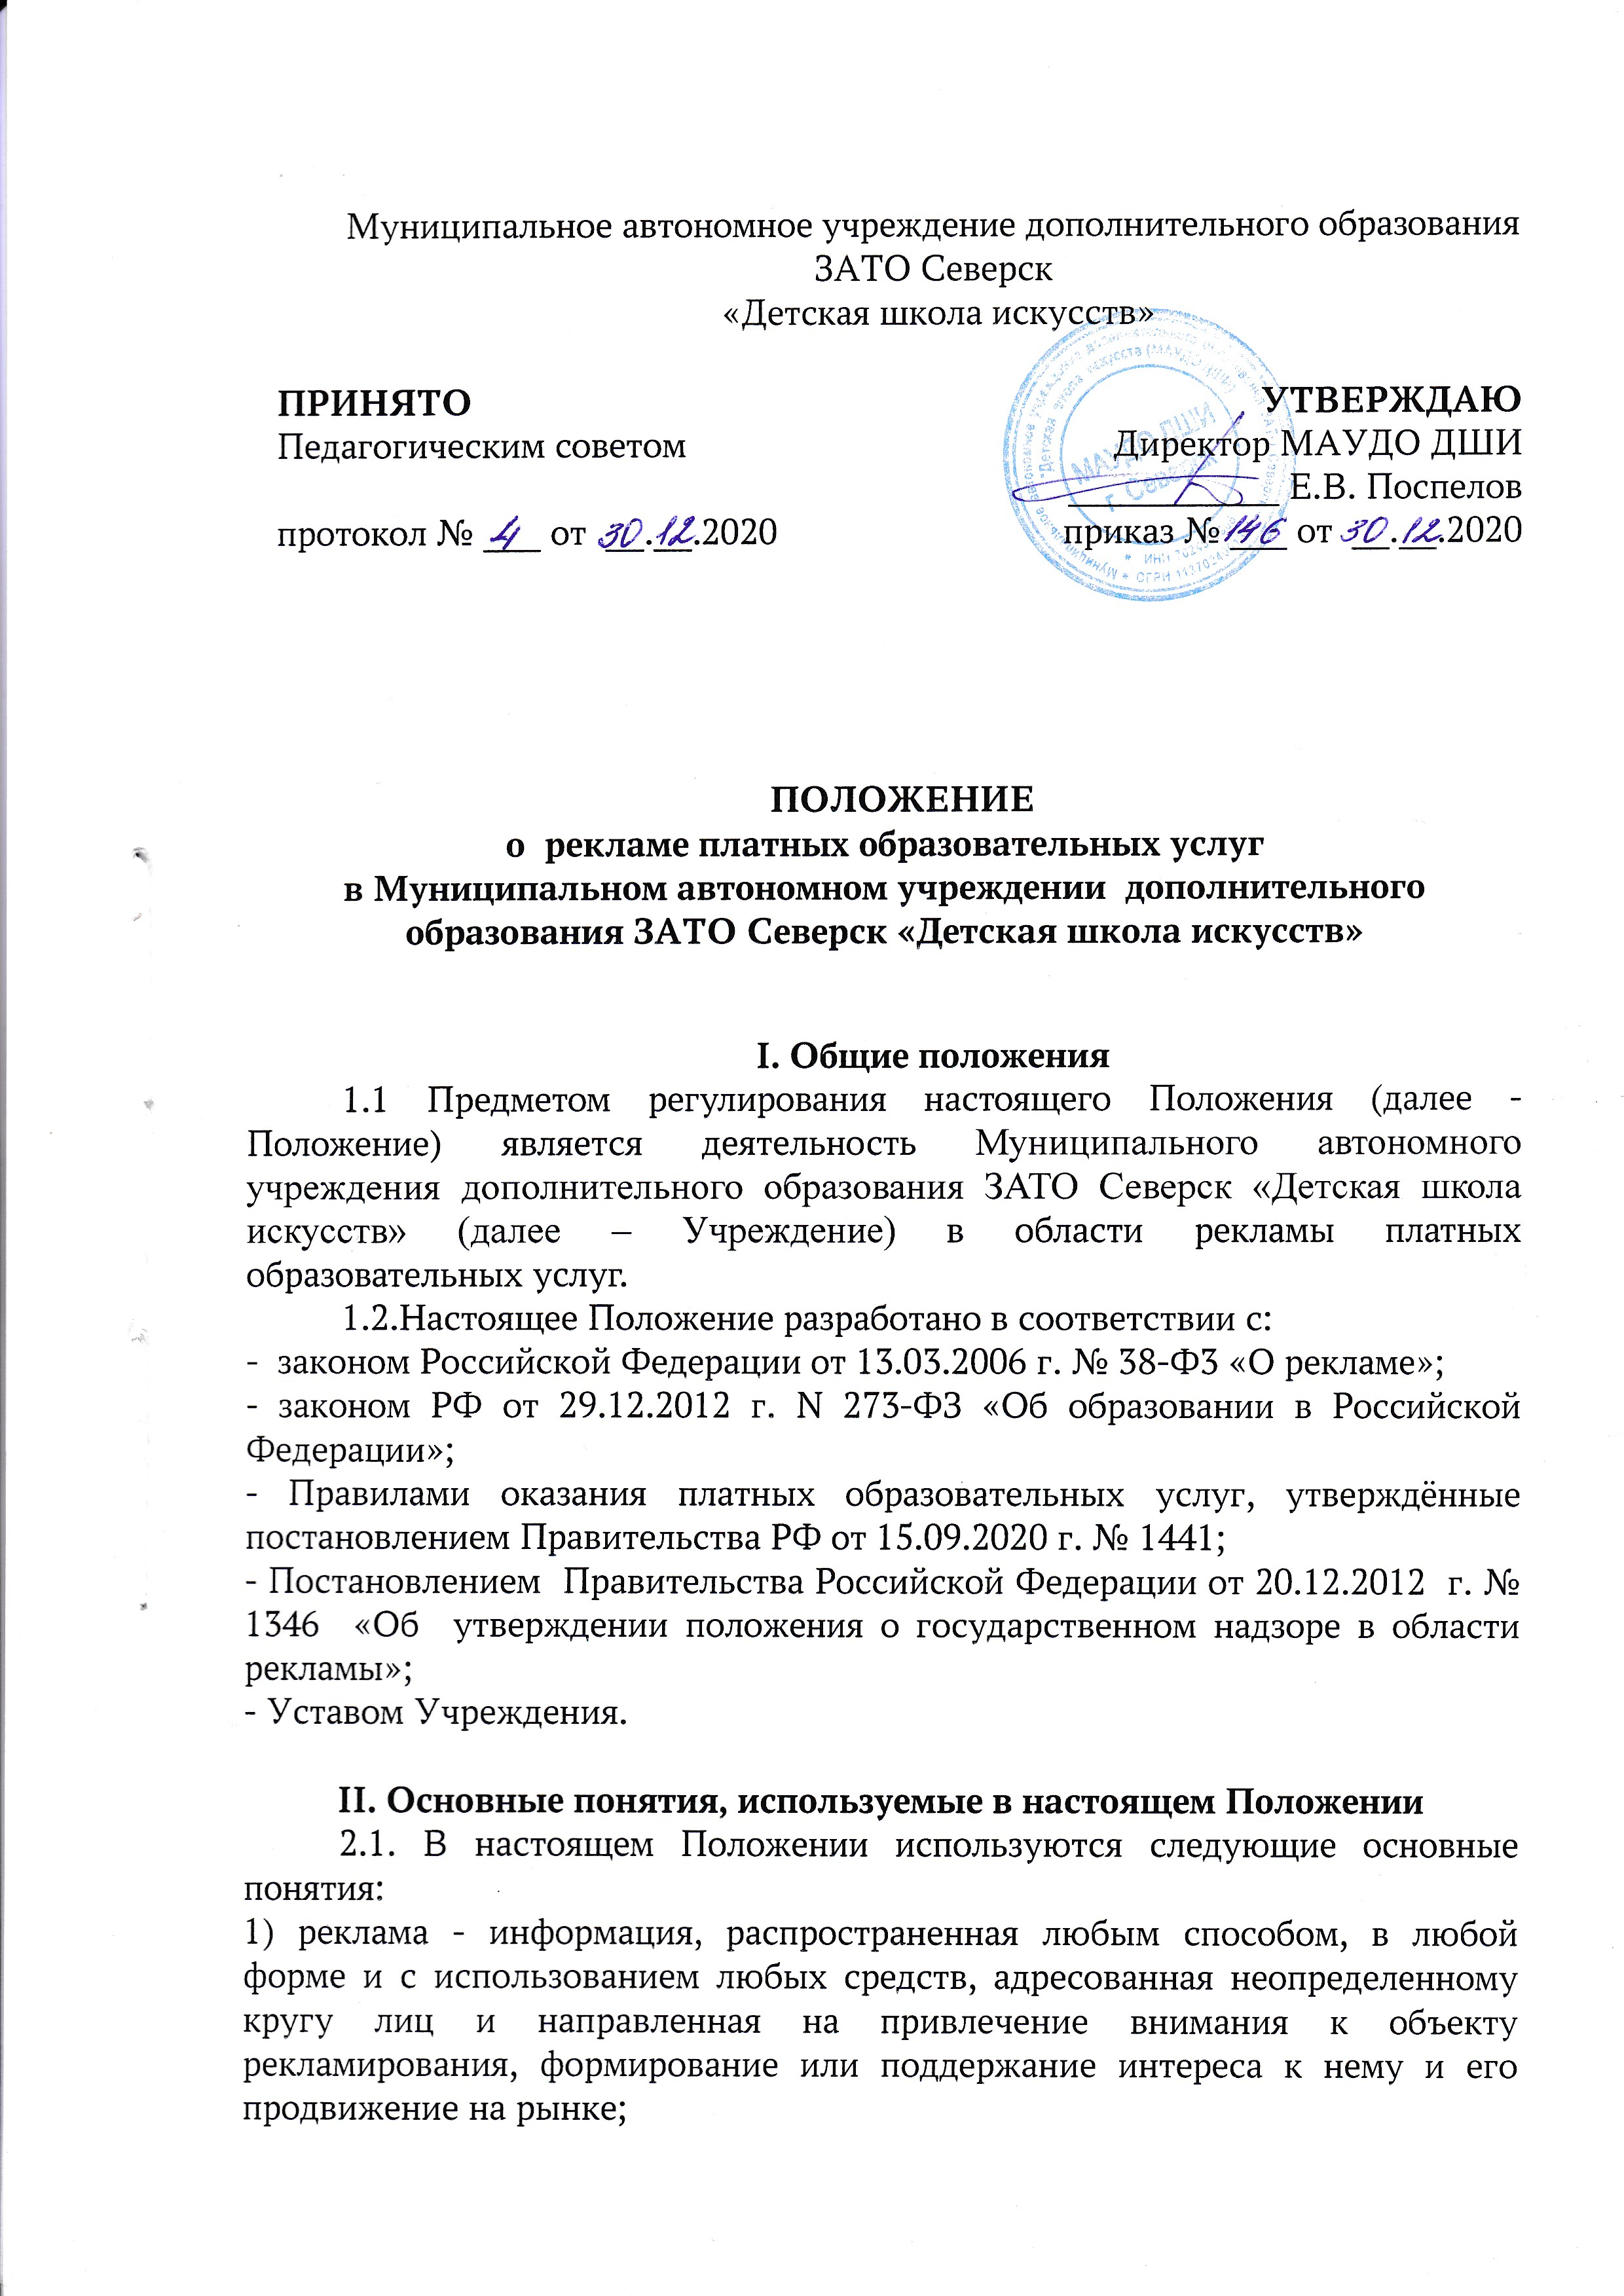 Муниципальное автономное учреждение дополнительного образования
ЗАТО Северск
«Детская школа искусств»
ПРИНЯТО
Педагогическим советом
протокол № 4 от 30.12.2020
УТВЕРЖДАЮ
Директор МАУДО ДШИ
Е.В. Поспелов
приказ № 146 от 30.12.2020
МАУДО ДШИ
г. Северск
ПОЛОЖЕНИЕ
о рекламе платных образовательных услуг
в Муниципальном автономном учреждении дополнительного
образования ЗАТО Северск «Детская школа искусств»
I. Общие положения
1.1 Предметом регулирования настоящего Положения (далее -
Положение) является деятельность Муниципального автономного
учреждения дополнительного образования ЗАТО Северск «Детская школа
искусств» (далее – Учреждение) в области рекламы платных
образовательных услуг.
1.2.Настоящее Положение разработано в соответствии с:
- законом Российской Федерации от 13.03.2006 г. № 38-ФЗ «О рекламе»;
- законом РФ от 29.12.2012 г. N 273-ФЗ «Об образовании в Российской
Федерации»;
- Правилами оказания платных образовательных услуг, утверждённые
постановлением Правительства РФ от 15.09.2020 г. № 1441;
- Постановлением Правительства Российской Федерации от 20.12.2012 г. №
1346 «Об утверждении положения о государственном надзоре в области
рекламы»;
- Уставом Учреждения.
II. Основные понятия, используемые в настоящем Положении
2.1. В настоящем Положении используются следующие основные
понятия:
1) реклама - информация, распространенная любым способом, в любой
форме и с использованием любых средств, адресованная неопределенному
кругу лиц и направленная на привлечение внимания к объекту
рекламирования, формирование или поддержание интереса к нему и его
продвижение на рынке;